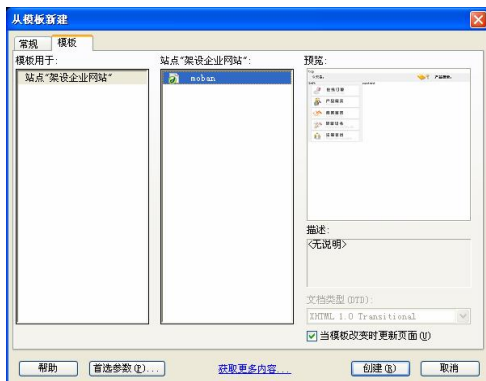 从模板新建
常规 模板
模板用于:
站点"架设企业网站":
预览:
站点"架设企业网站"
moban
描述:
<无说明>
文档类型(DTD):
XHTML 1.0 Transitional
当模板改变时更新页面(U)
帮助
首选参数(P)...
获取更多内容...
创建(R)
取消